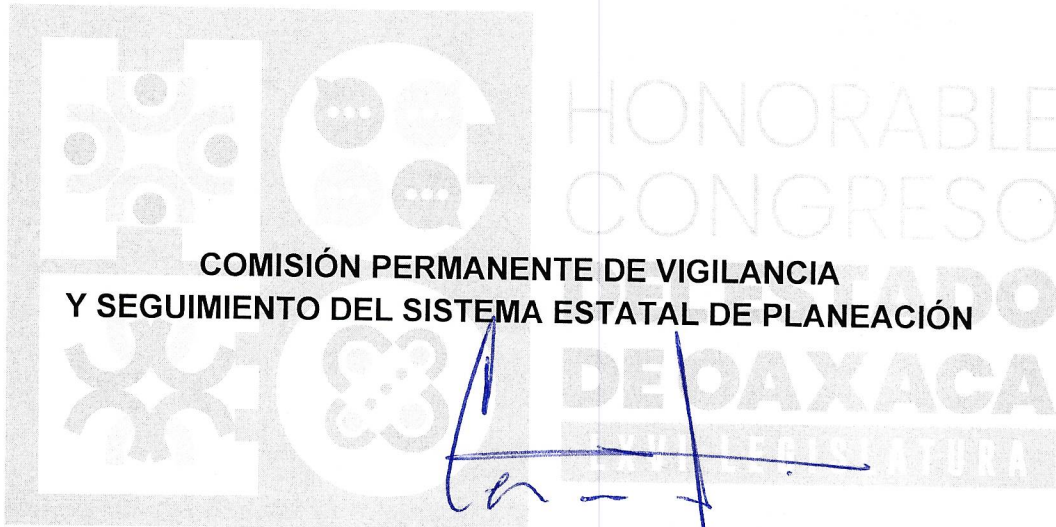 HONORABLE
CONGRESO
COMISIÓN PERMANENTE DE VIGILANCIA
DEL ESTADO
Y SEGUIMIENTO DEL SISTEMA ESTATAL DE PLANEACIÓN
DE OAXACA
LXVI LEGISLATURA